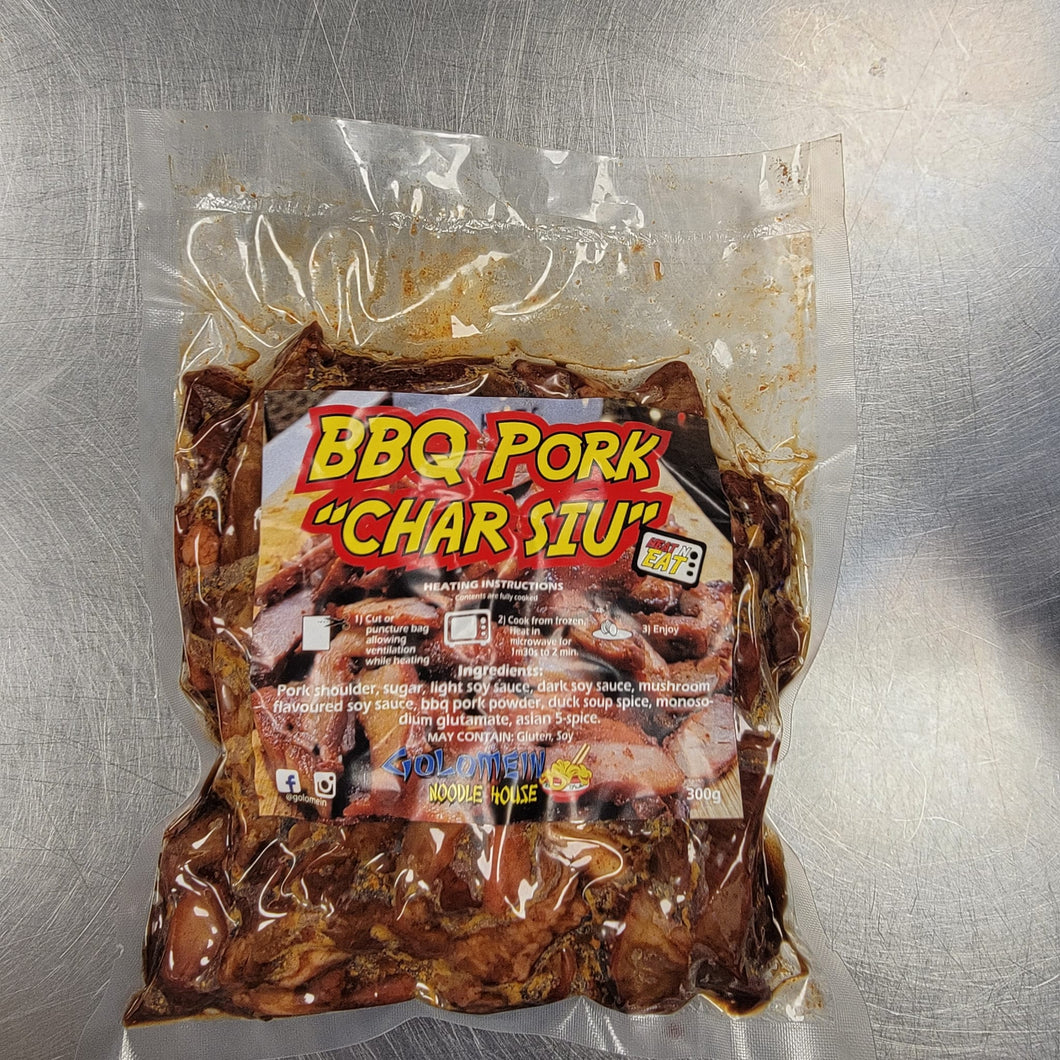 BBQ PORK
"CHAR SIU"
HEAT N
EAT
HEATING INSTRUCTIONS
Contents are fully cooked
1) Cut or
puncture bag
allowing
ventilation
while heating
2) Cook from frozen.
Heat in
microwave for
1m30s to 2 min.
3) Enjoy
Ingredients:
Pork shoulder, sugar, light soy sauce, dark soy sauce, mushroom
flavoured soy sauce, bbq pork powder, duck soup spice, monoso-
dium glutamate, asian 5-spice.
MAY CONTAIN: Gluten, Soy
GOLOMEIN
NOODLE HOUSE
@golomein
300g